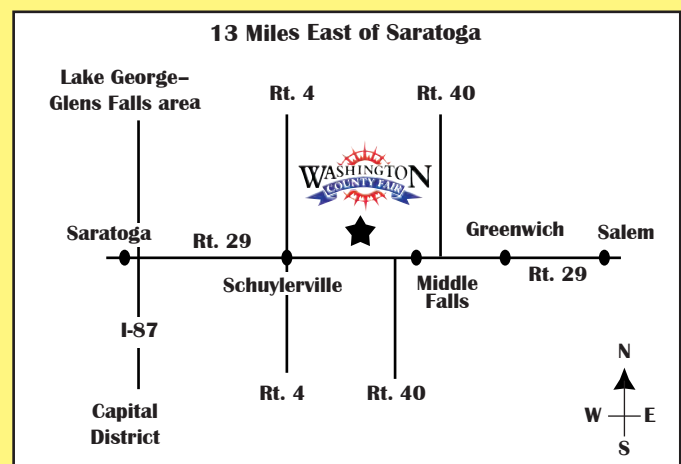 13 Miles East of Saratoga
Lake George–
Glens Falls area
Rt. 4
Rt. 40
WASHINGTON
COUNTY FAIR
Saratoga
Rt. 29
Greenwich
Salem
Schuylerville
Middle
Falls
Rt. 29
I-87
Rt. 4
Rt. 40
Capital
District
N
W
E
S